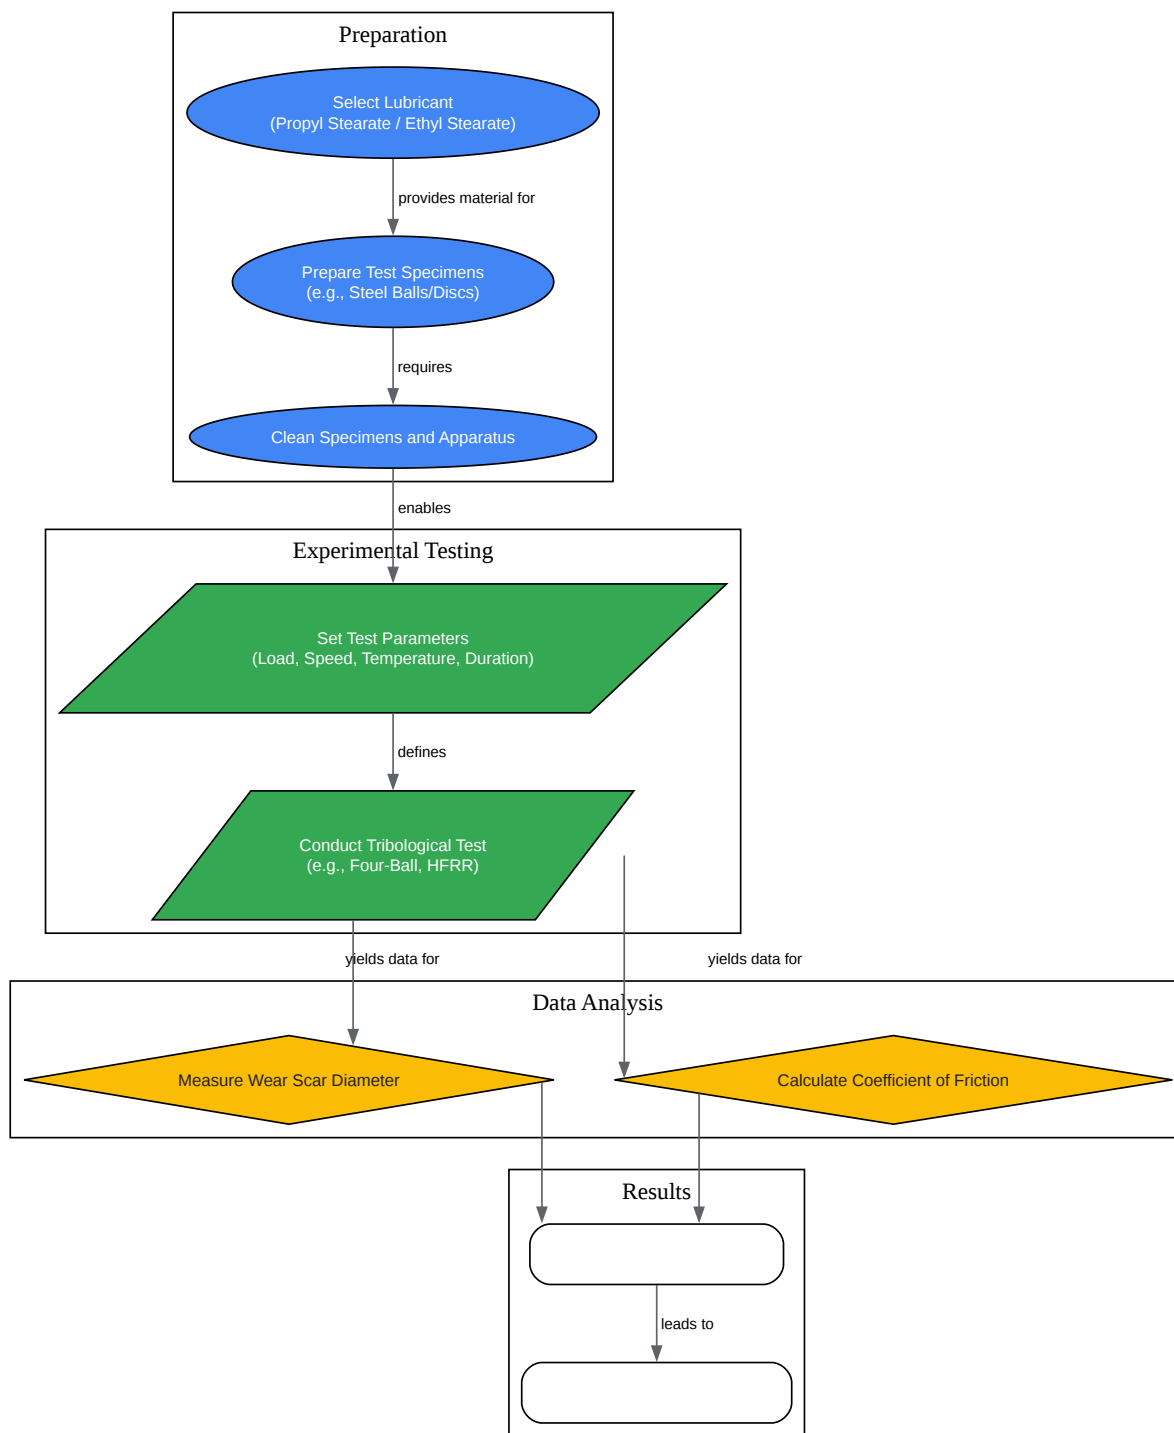 Preparation
Select Lubricant
(Propyl Stearate / Ethyl Stearate)
provides material for
Prepare Test Specimens
(e.g., Steel Balls/Discs)
requires
Clean Specimens and Apparatus
enables
Experimental Testing
Set Test Parameters
(Load, Speed, Temperature, Duration)
defines
Conduct Tribological Test
(e.g., Four-Ball, HFRR)
yields data for
yields data for
Data Analysis
Measure Wear Scar Diameter
Calculate Coefficient of Friction
Results
leads to